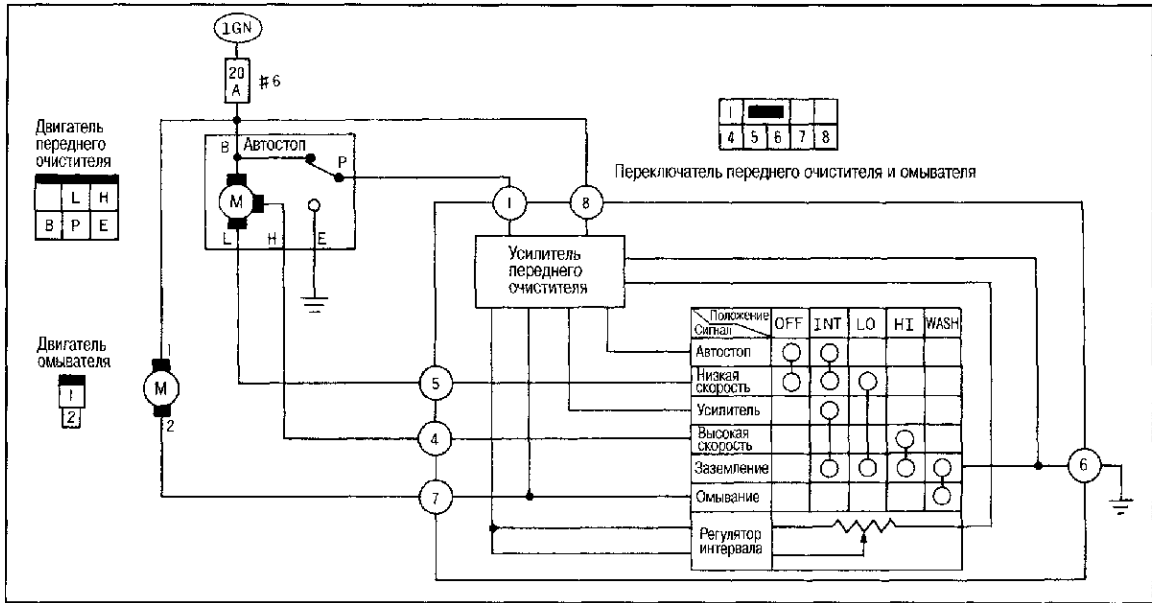 IGN
20
A
#6
Двигатель
переднего
очистителя
L H
B P E
B
Автостоп
P
M
L
H
E
1
4 5 6 7 8
Переключатель переднего очистителя и омывателя
1
8
Усилитель
переднего
очистителя
Положение
Сигнал
OFF INT LO HI WASH
Автостоп
Низкая
скорость
Усилитель
Высокая
скорость
Заземление
Омывание
Регулятор
интервала
Двигатель
омывателя
1
2
1
M
2
5
4
7
6